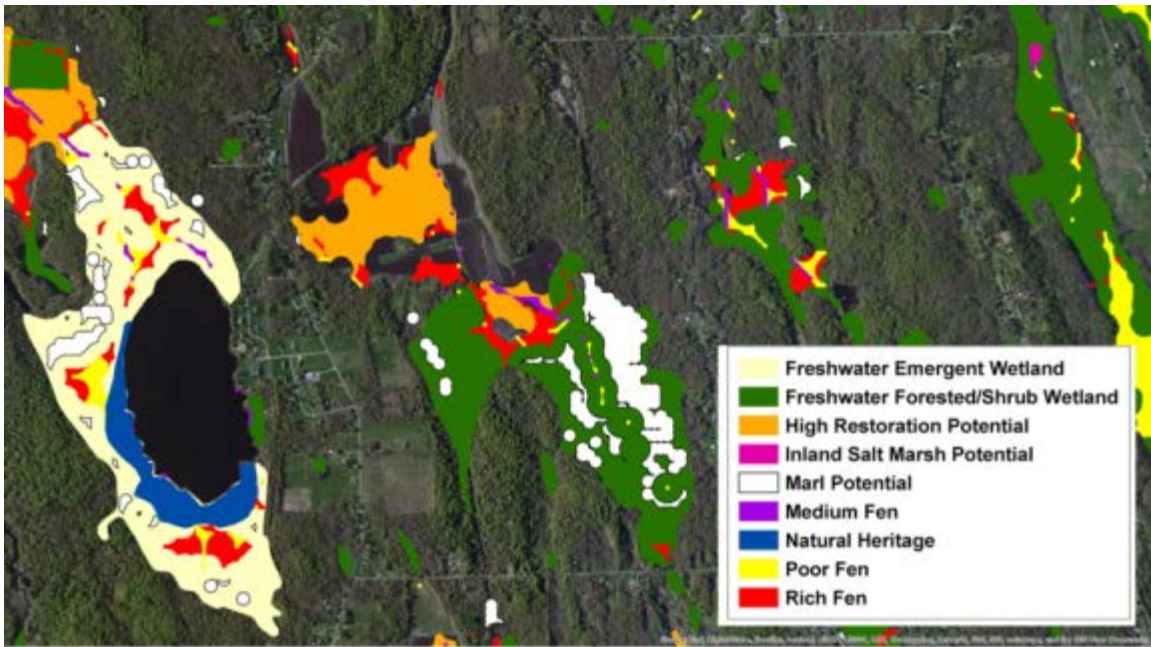 Freshwater Emergent Wetland
Freshwater Forested/Shrub Wetland
High Restoration Potential
Inland Salt Marsh Potential
Marl Potential
Medium Fen
Natural Heritage
Poor Fen
Rich Fen